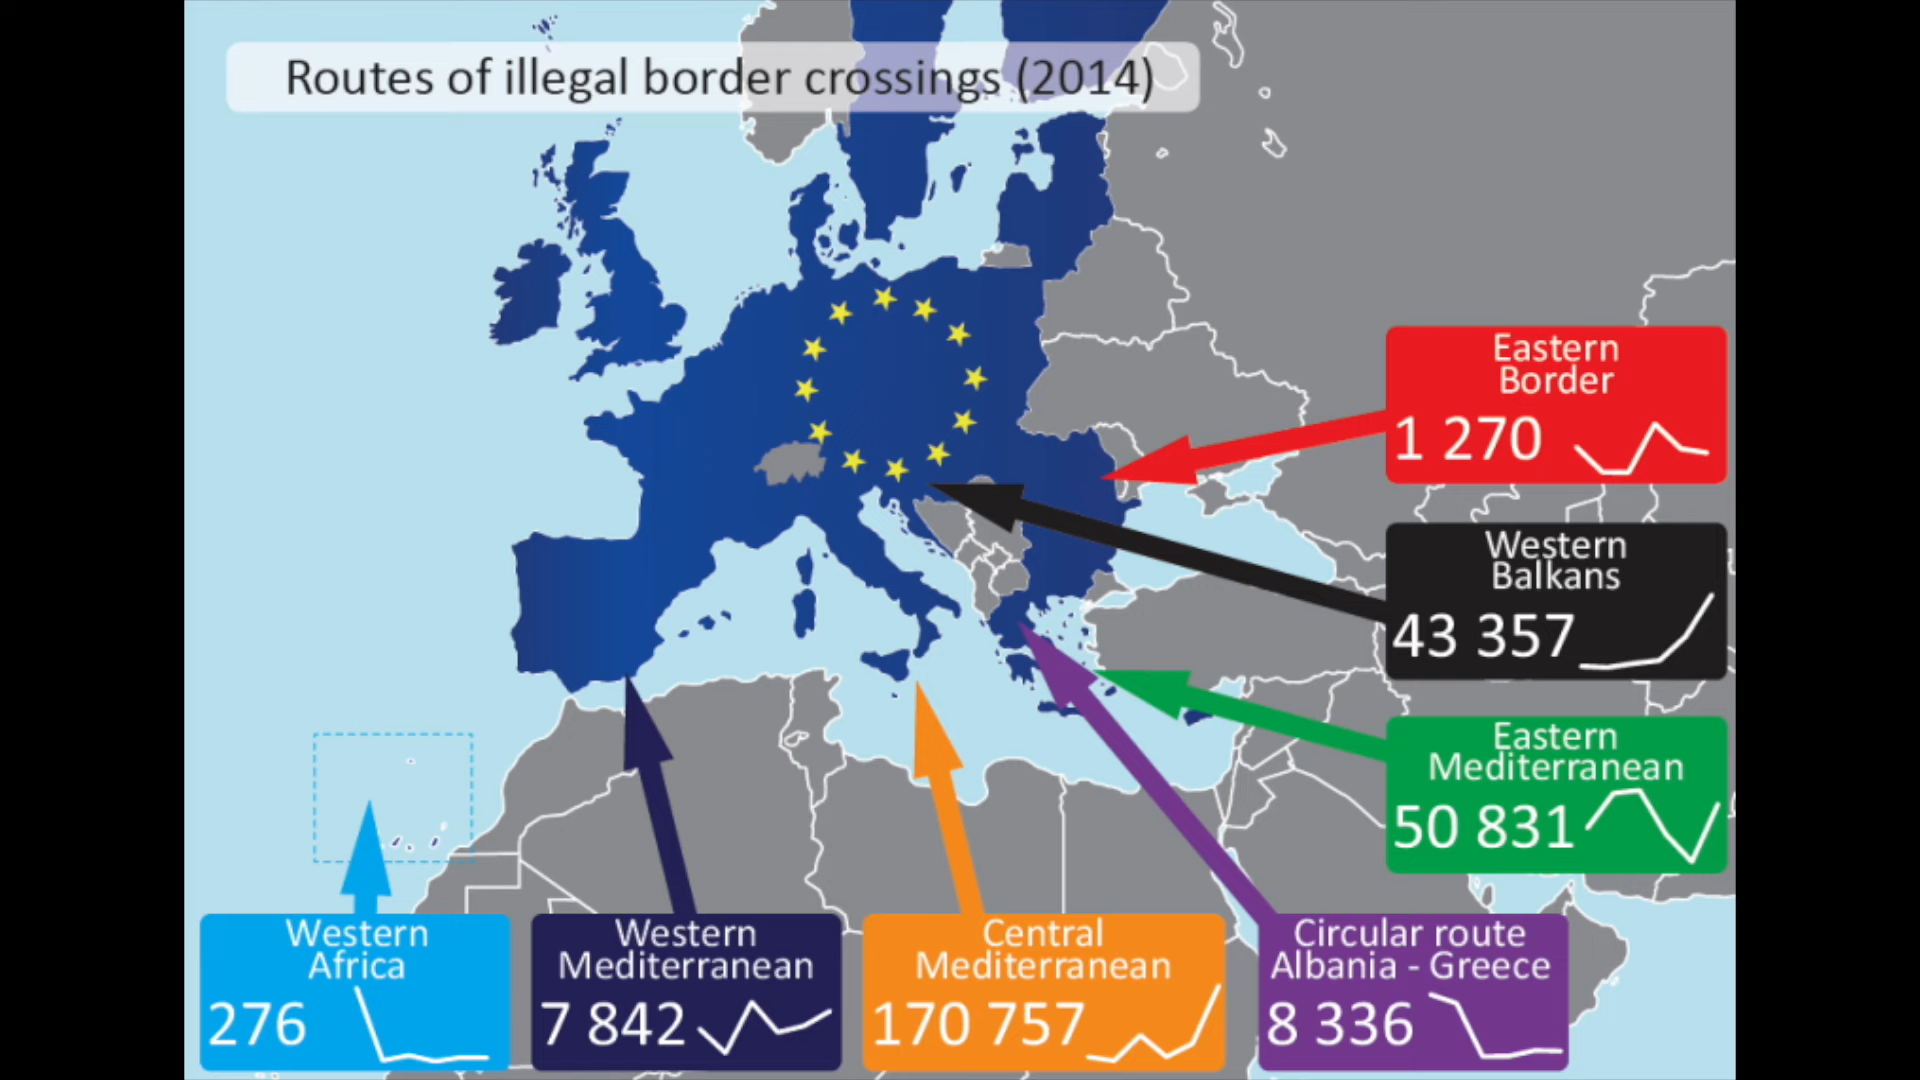 Routes of illegal border crossings (2014)
Eastern
Border
1 270
Western
Balkans
43 357
Eastern
Mediterranean
50 831
Western
Africa
276
Western
Mediterranean
7 842
Central
Mediterranean
170 757
Circular route
Albania - Greece
8 336